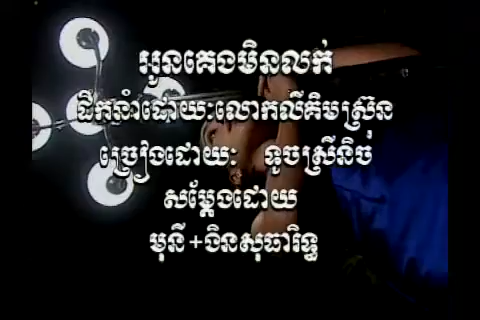 អូនគេងមិនលក់
ដឹកនាំដោយ:លោកលីគិមស្រ៊ុន
ច្រៀងដោយ: ទូចស្រីនិច
សម្តែងដោយ
មុនី+ងិនសុធារិទ្ធ